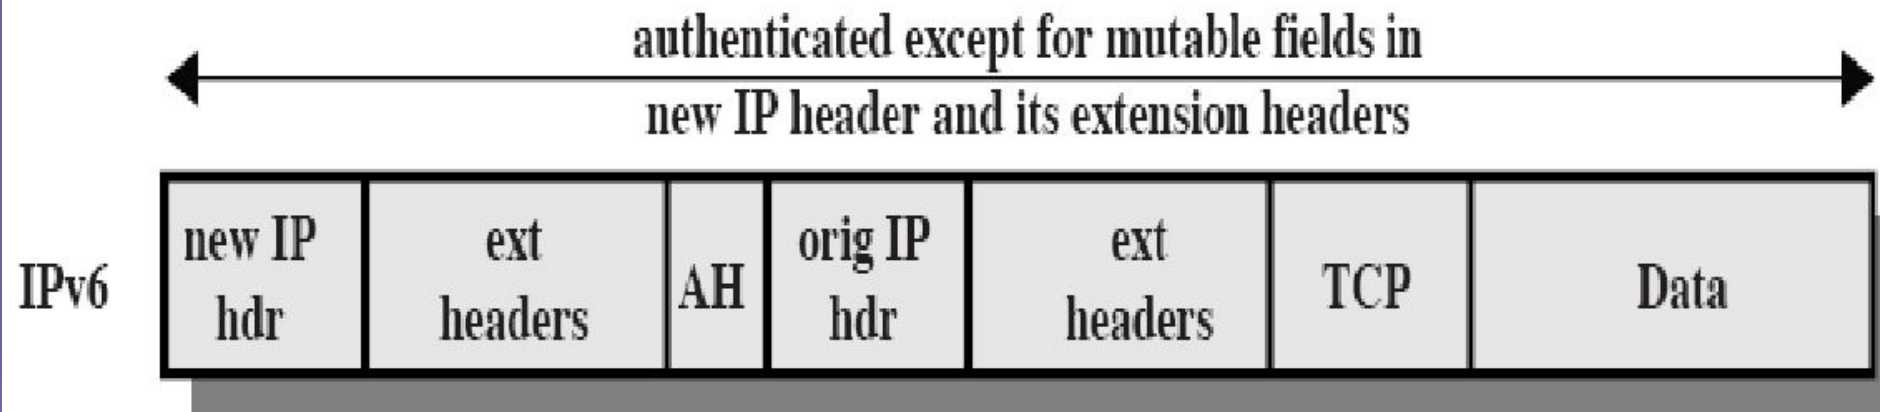 authenticated except for mutable fields in
new IP header and its extension headers
IPv6
new IP
hdr
ext
headers
AH
orig IP
hdr
ext
headers
TCP
Data